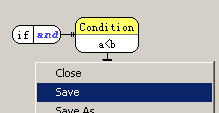 if and
Condition
a<b
Close
Save
Save As